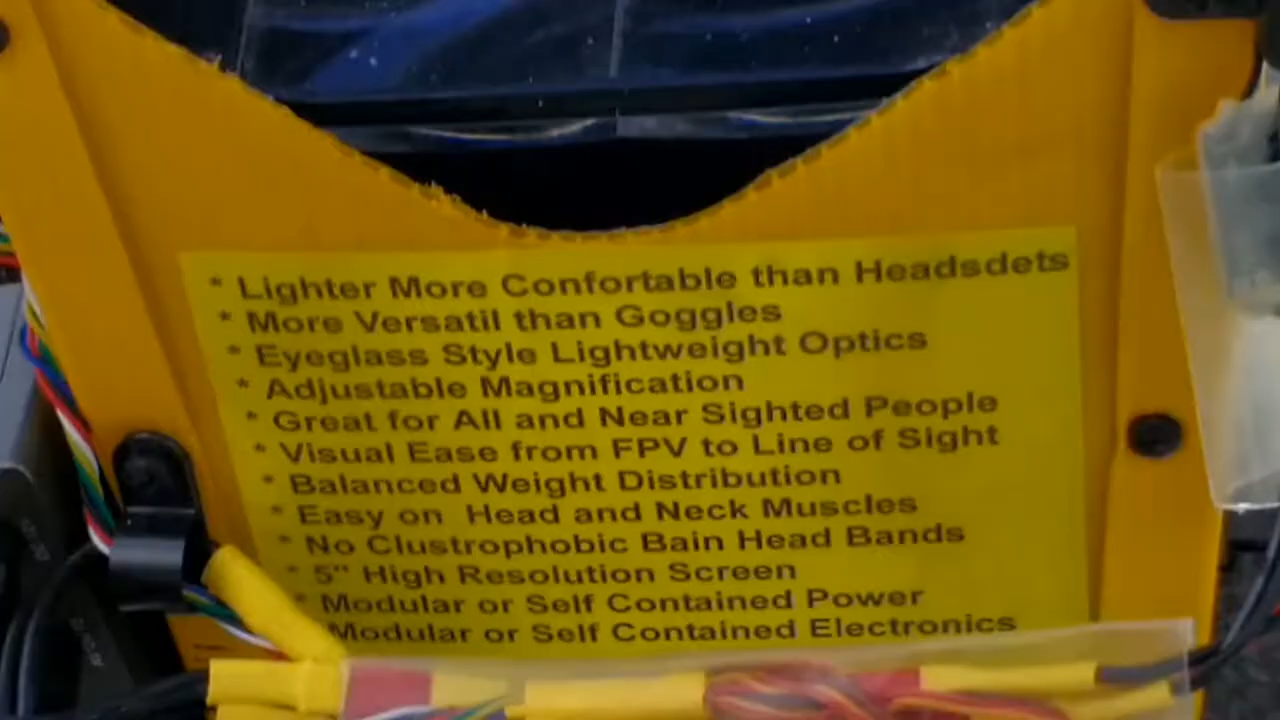 * Lighter More Confortable than Headsdets
* More Versatil than Goggles
* Eyeglass Style Lightweight Optics
* Adjustable Magnification
* Great for All and Near Sighted People
* Visual Ease from FPV to Line of Sight
* Balanced Weight Distribution
* Easy on Head and Neck Muscles
* No Clustrophobic Bain Head Bands
* 5" High Resolution Screen
* Modular or Self Contained Power
Modular or Self Contained Electronics